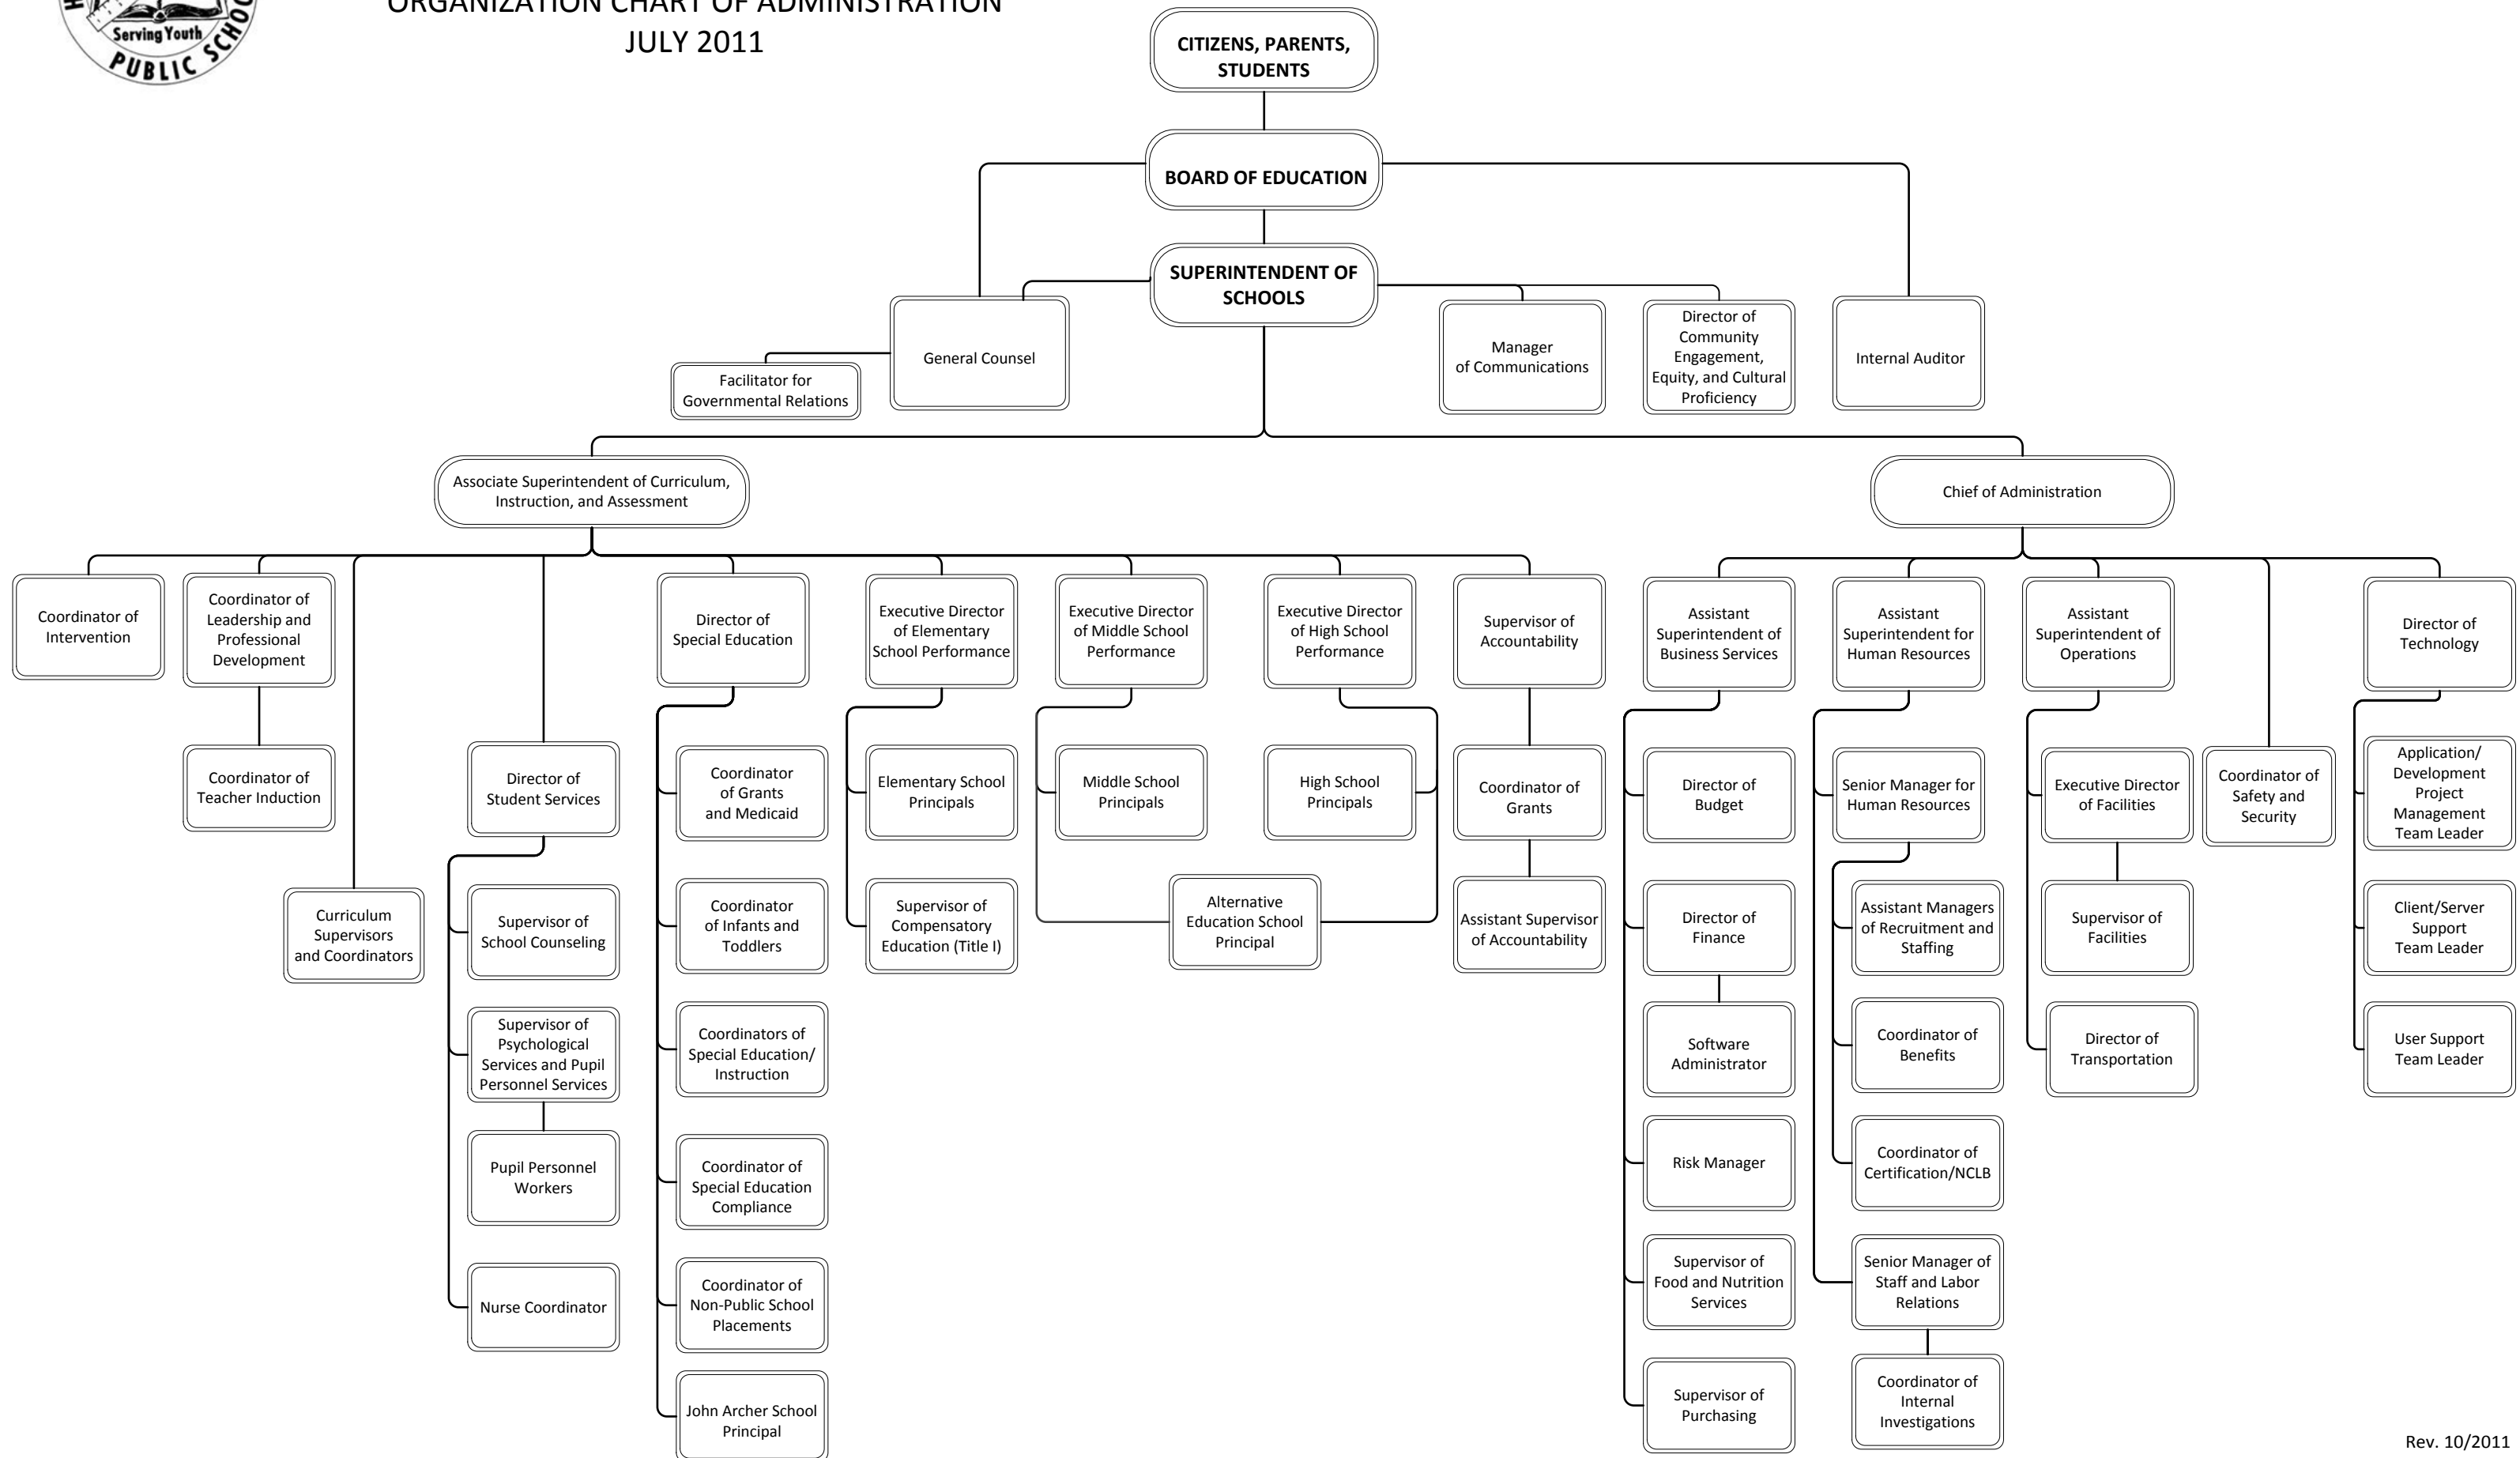 ORGANIZATION CHART OF ADMINISTRATION
JULY 2011
Serving Youth
PUBLIC SCHOO
CITIZENS, PARENTS,
STUDENTS
BOARD OF EDUCATION
SUPERINTENDENT OF
SCHOOLS
General Counsel
Facilitator for
Governmental Relations
Manager
of Communications
Director of
Community
Engagement,
Equity, and Cultural
Proficiency
Internal Auditor
Associate Superintendent of Curriculum,
Instruction, and Assessment
Chief of Administration
Coordinator of
Intervention
Coordinator of
Leadership and
Professional
Development
Director of
Special Education
Executive Director
of Elementary
School Performance
Executive Director
of Middle School
Performance
Executive Director
of High School
Performance
Supervisor of
Accountability
Assistant
Superintendent of
Business Services
Assistant
Superintendent for
Human Resources
Assistant
Superintendent of
Operations
Director of
Technology
Coordinator of
Teacher Induction
Director of
Student Services
Coordinator
of Grants
and Medicaid
Elementary School
Principals
Middle School
Principals
High School
Principals
Coordinator of
Grants
Director of
Budget
Senior Manager for
Human Resources
Executive Director
of Facilities
Coordinator of
Safety and
Security
Application/
Development
Project
Management
Team Leader
Curriculum
Supervisors
and Coordinators
Supervisor of
School Counseling
Coordinator
of Infants and
Toddlers
Supervisor of
Compensatory
Education (Title I)
Alternative
Education School
Principal
Assistant Supervisor
of Accountability
Director of
Finance
Assistant Managers
of Recruitment and
Staffing
Supervisor of
Facilities
Client/Server
Support
Team Leader
Supervisor of
Psychological
Services and Pupil
Personnel Services
Coordinators of
Special Education/
Instruction
Software
Administrator
Coordinator of
Benefits
Director of
Transportation
User Support
Team Leader
Pupil Personnel
Workers
Coordinator of
Special Education
Compliance
Risk Manager
Coordinator of
Certification/NCLB
Nurse Coordinator
Coordinator of
Non-Public School
Placements
Supervisor of
Food and Nutrition
Services
Senior Manager of
Staff and Labor
Relations
John Archer School
Principal
Supervisor of
Purchasing
Coordinator of
Internal
Investigations
Rev. 10/2011